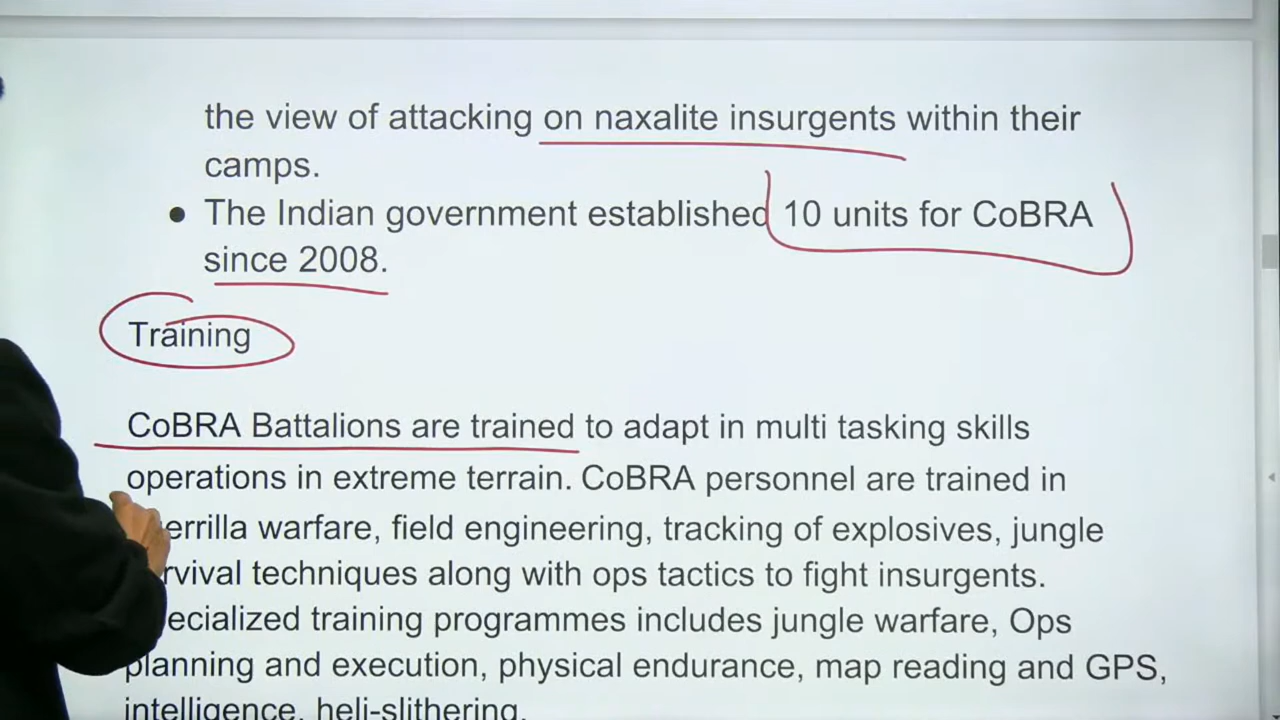 the view of attacking on naxalite insurgents within their
camps.
● The Indian government established 10 units for CoBRA
since 2008.
Training
CoBRA Battalions are trained to adapt in multi tasking skills
operations in extreme terrain. CoBRA personnel are trained in
errilla warfare, field engineering, tracking of explosives, jungle
rvival techniques along with ops tactics to fight insurgents.
ecialized training programmes includes jungle warfare, Ops
planning and execution, physical endurance, map reading and GPS,
intelligence, heli-slithering.